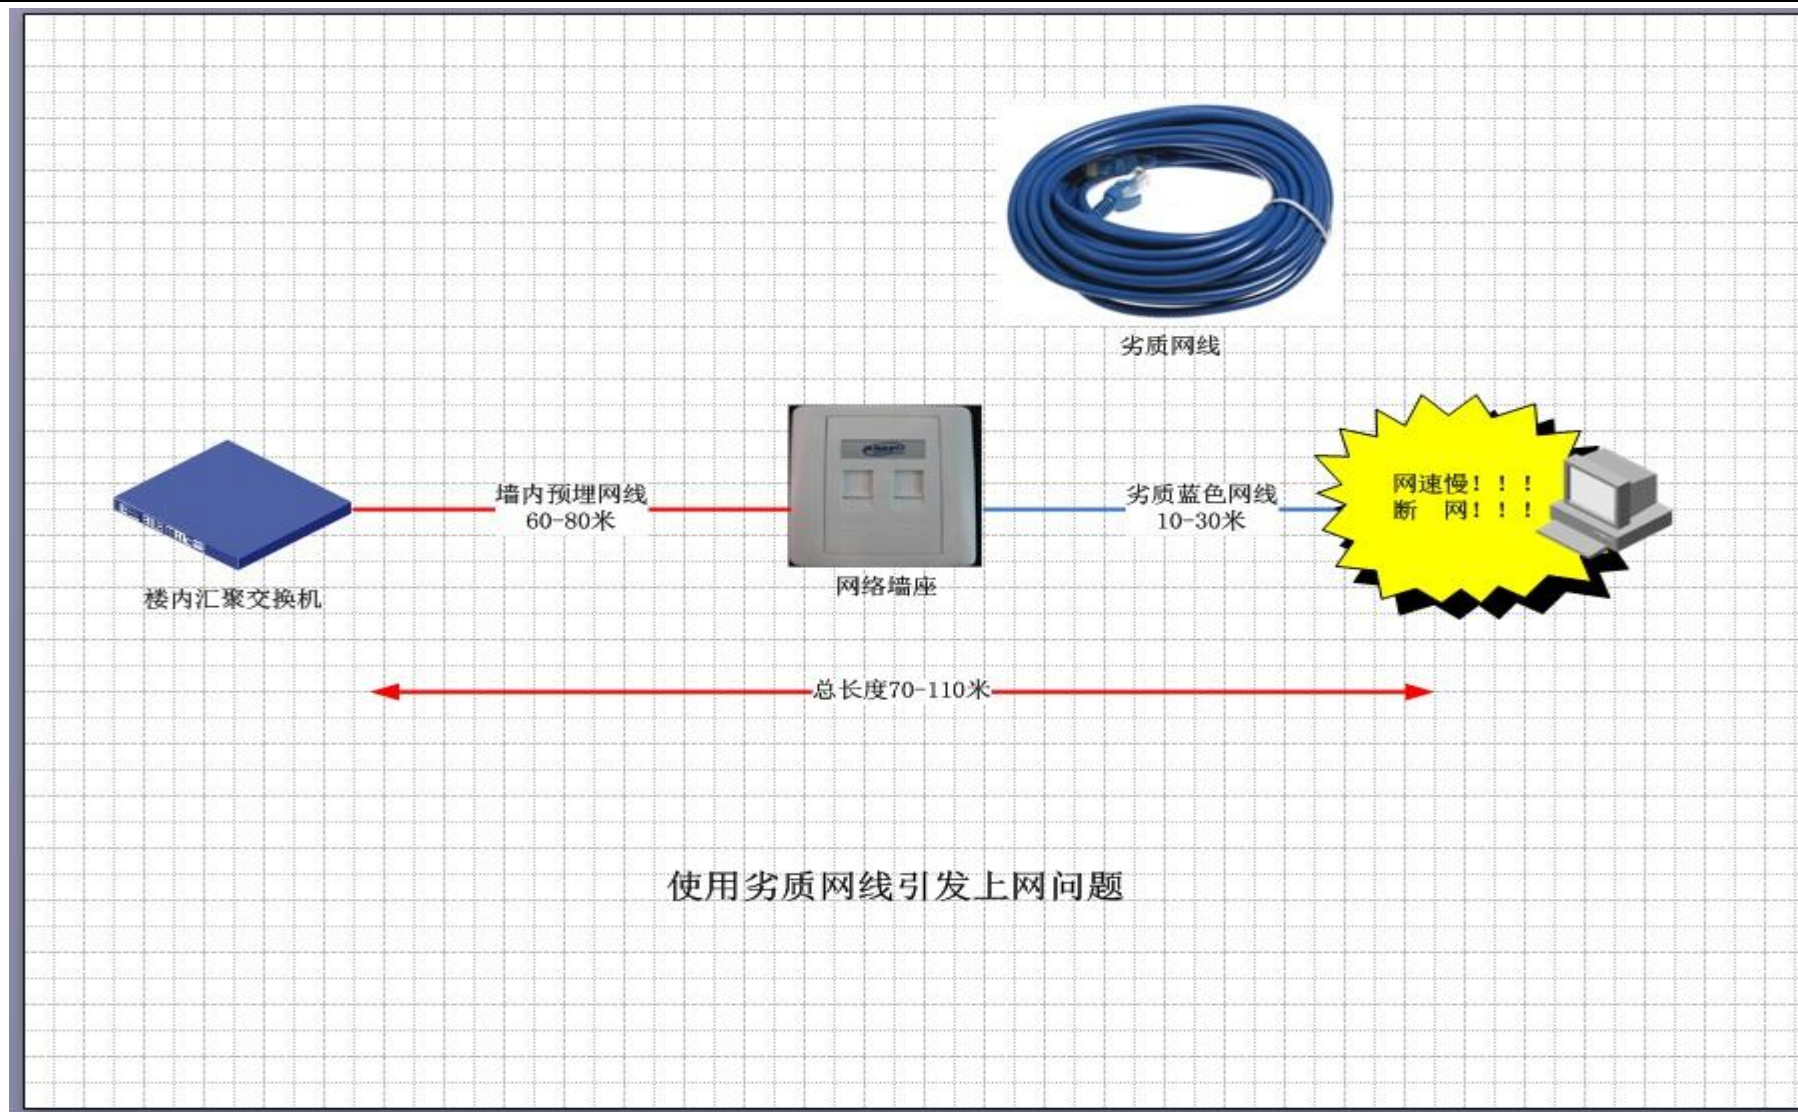 劣质网线
墙内预埋网线
60-80米
劣质蓝色网线
10-30米
网速慢！！！
断 网！！！
网络墙座
楼内汇聚交换机
总长度70-110米
使用劣质网线引发上网问题